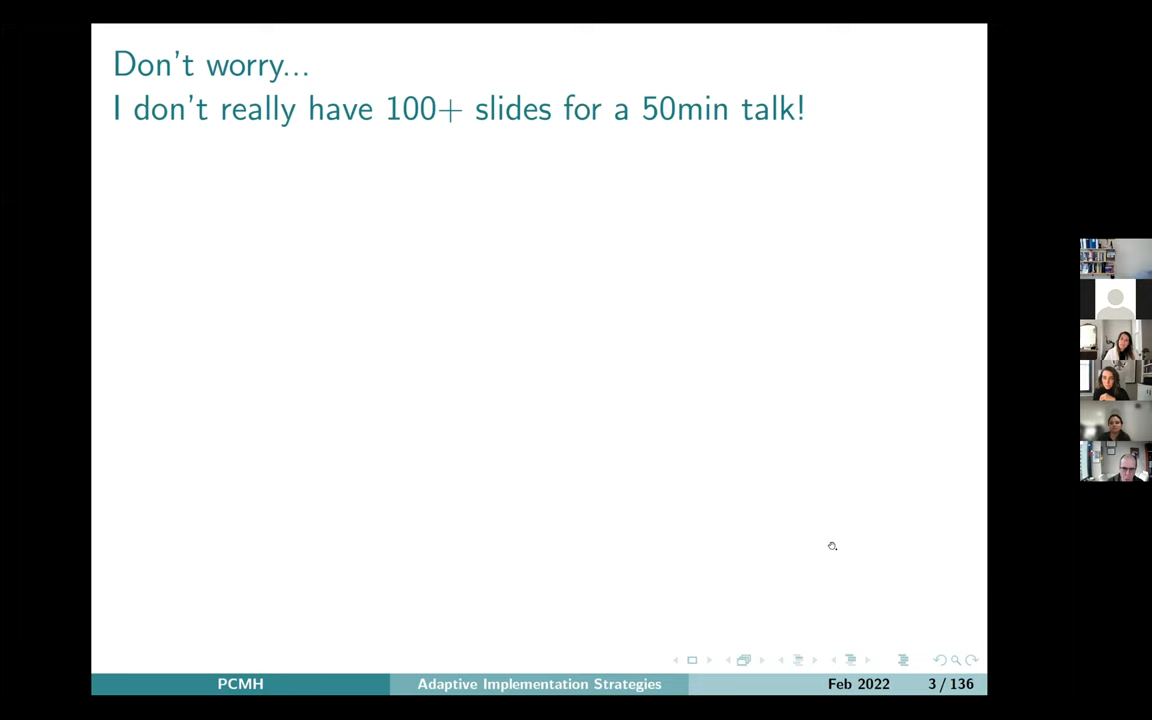 Don't worry...
I don't really have 100+ slides for a 50min talk!
PCMH Adaptive Implementation Strategies Feb 2022 3 / 136